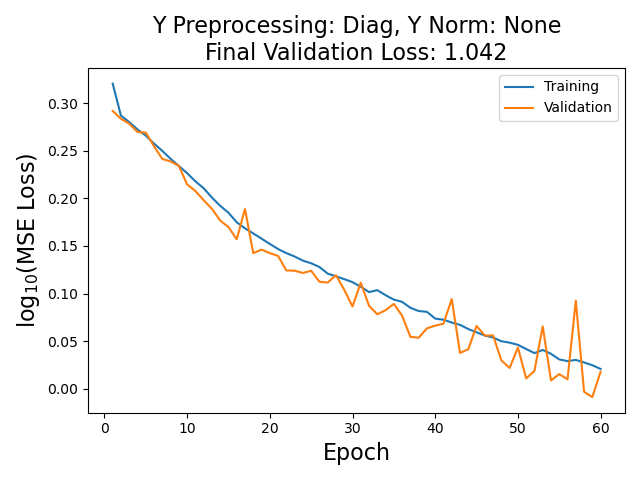 Y Preprocessing: Diag, Y Norm: None
Final Validation Loss: 1.042
Training
Validation
0.30
0.25
0.20
0.15
0.10
0.05
0.00
log₁₀(MSE Loss)
0 10 20 30 40 50 60
Epoch